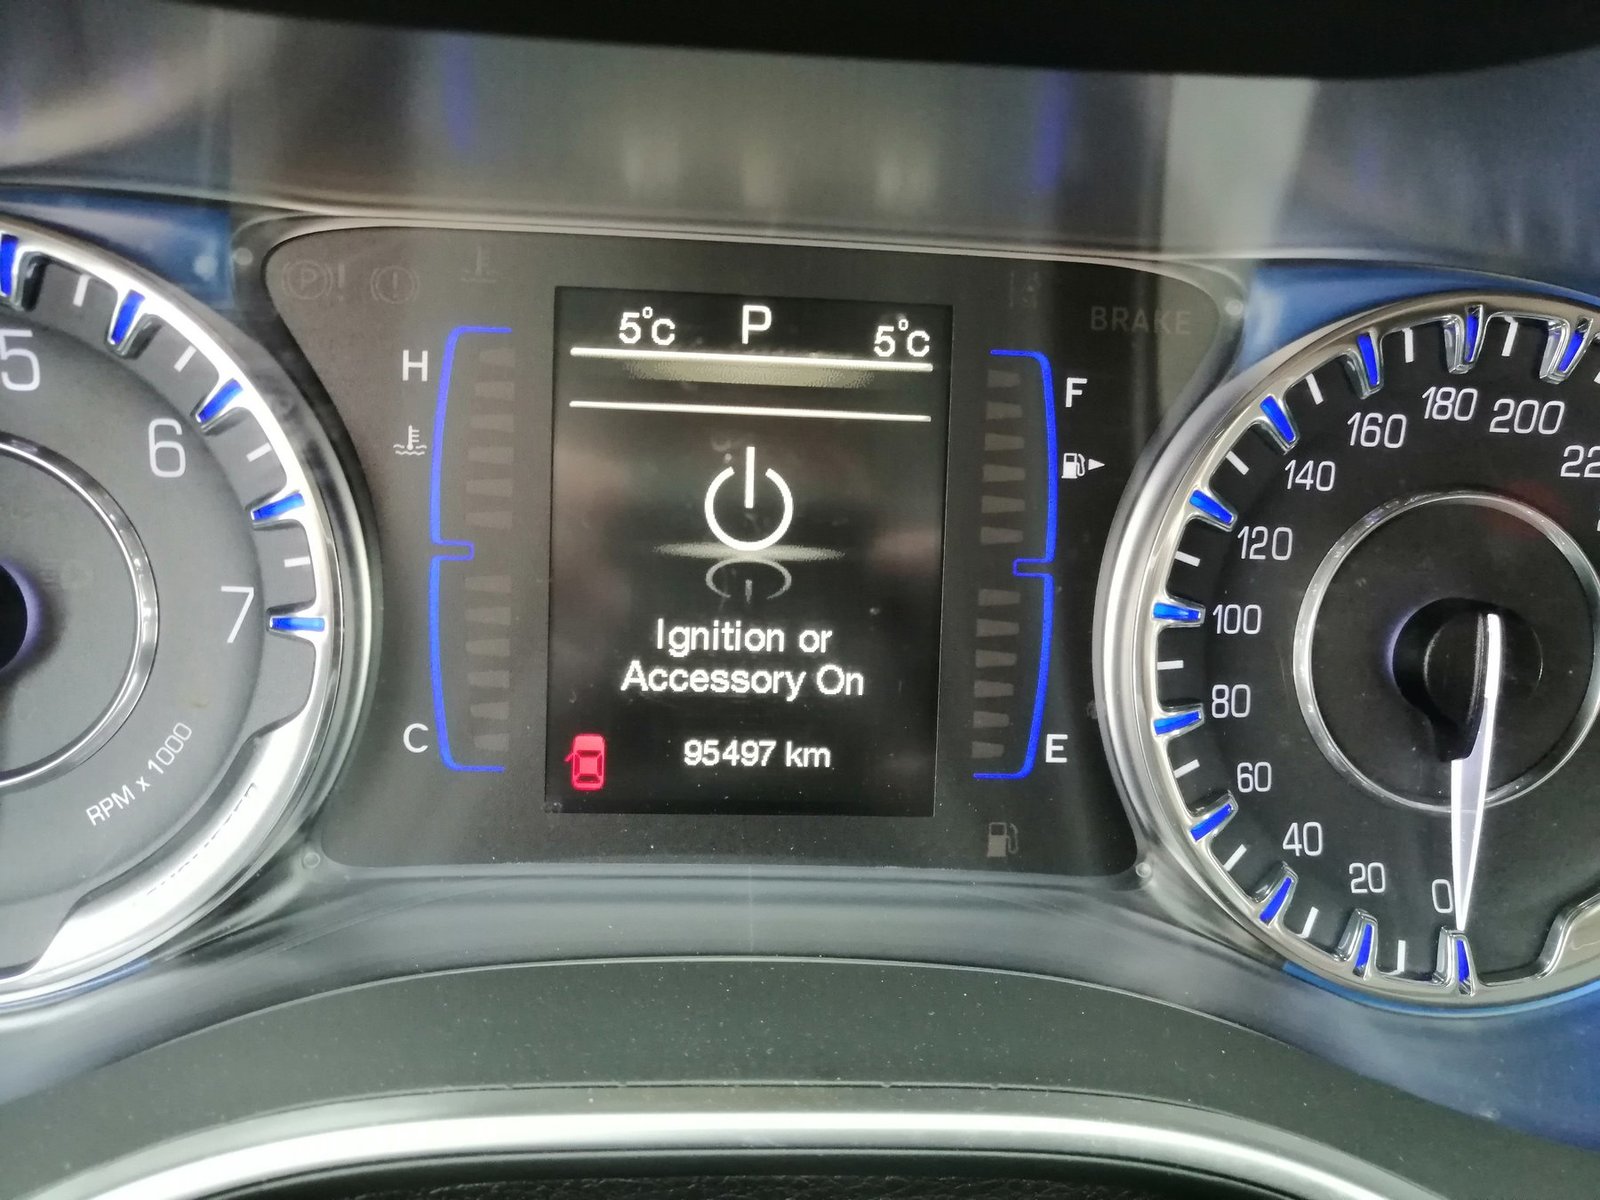 5°C P 5°C
H
C
F
E
BRAKE
Ignition or
Accessory On
95497 km
5
6
7
RPM x 1000
0
20
40
60
80
100
120
140
160
180
200